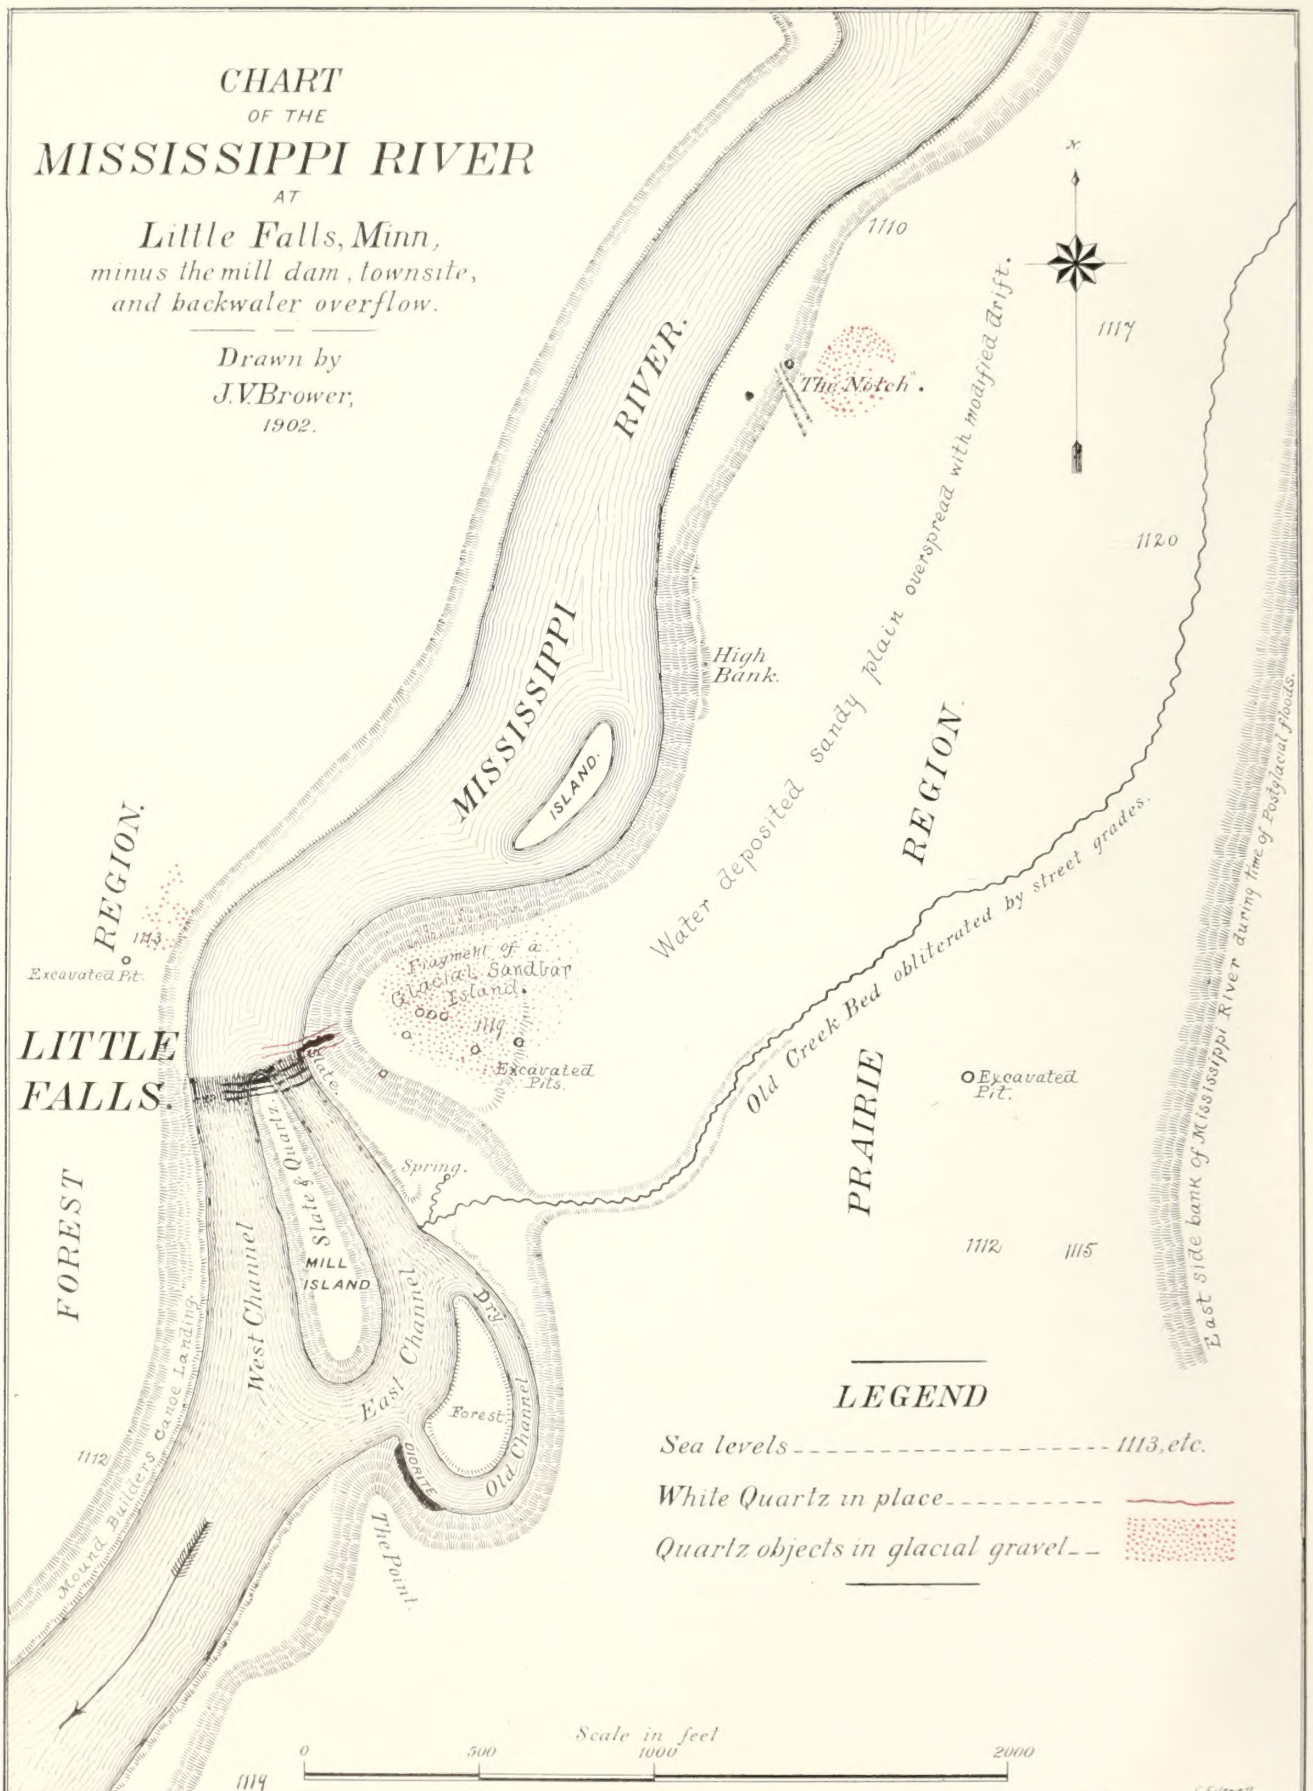 CHART
OF THE
MISSISSIPPI RIVER
AT
Little Falls, Minn,
minus the mill dam, townsite,
and backwater overflow.
Drawn by
J.V. Brower,
1902.
N.
1110
1117
"The Notch".
1120
RIVER.
MISSISSIPPI
High
Bank.
ISLAND.
Water deposited sandy plain overspread with modified drift.
PRAIRIE REGION.
East side bank of Mississippi River during time of Postglacial floods.
Old Creek Bed obliterated by street grades.
FOREST REGION.
1113
Excavated Pit.
Fragment of a
Glacial Sandbar
Island.
1119
Excavated
Pits.
LITTLE
FALLS.
Slate.
Excavated
Pit.
Spring.
Slate & Quartz
MILL
ISLAND
West Channel
East Channel
Dry
Old Channel
Forest
DIORITE
The Point.
1112
1115
1112
Mound Builders Canoe Landing.
LEGEND
Sea levels 1113, etc.
White Quartz in place
Quartz objects in glacial gravel
Scale in feet
0 500 1000 2000
1119